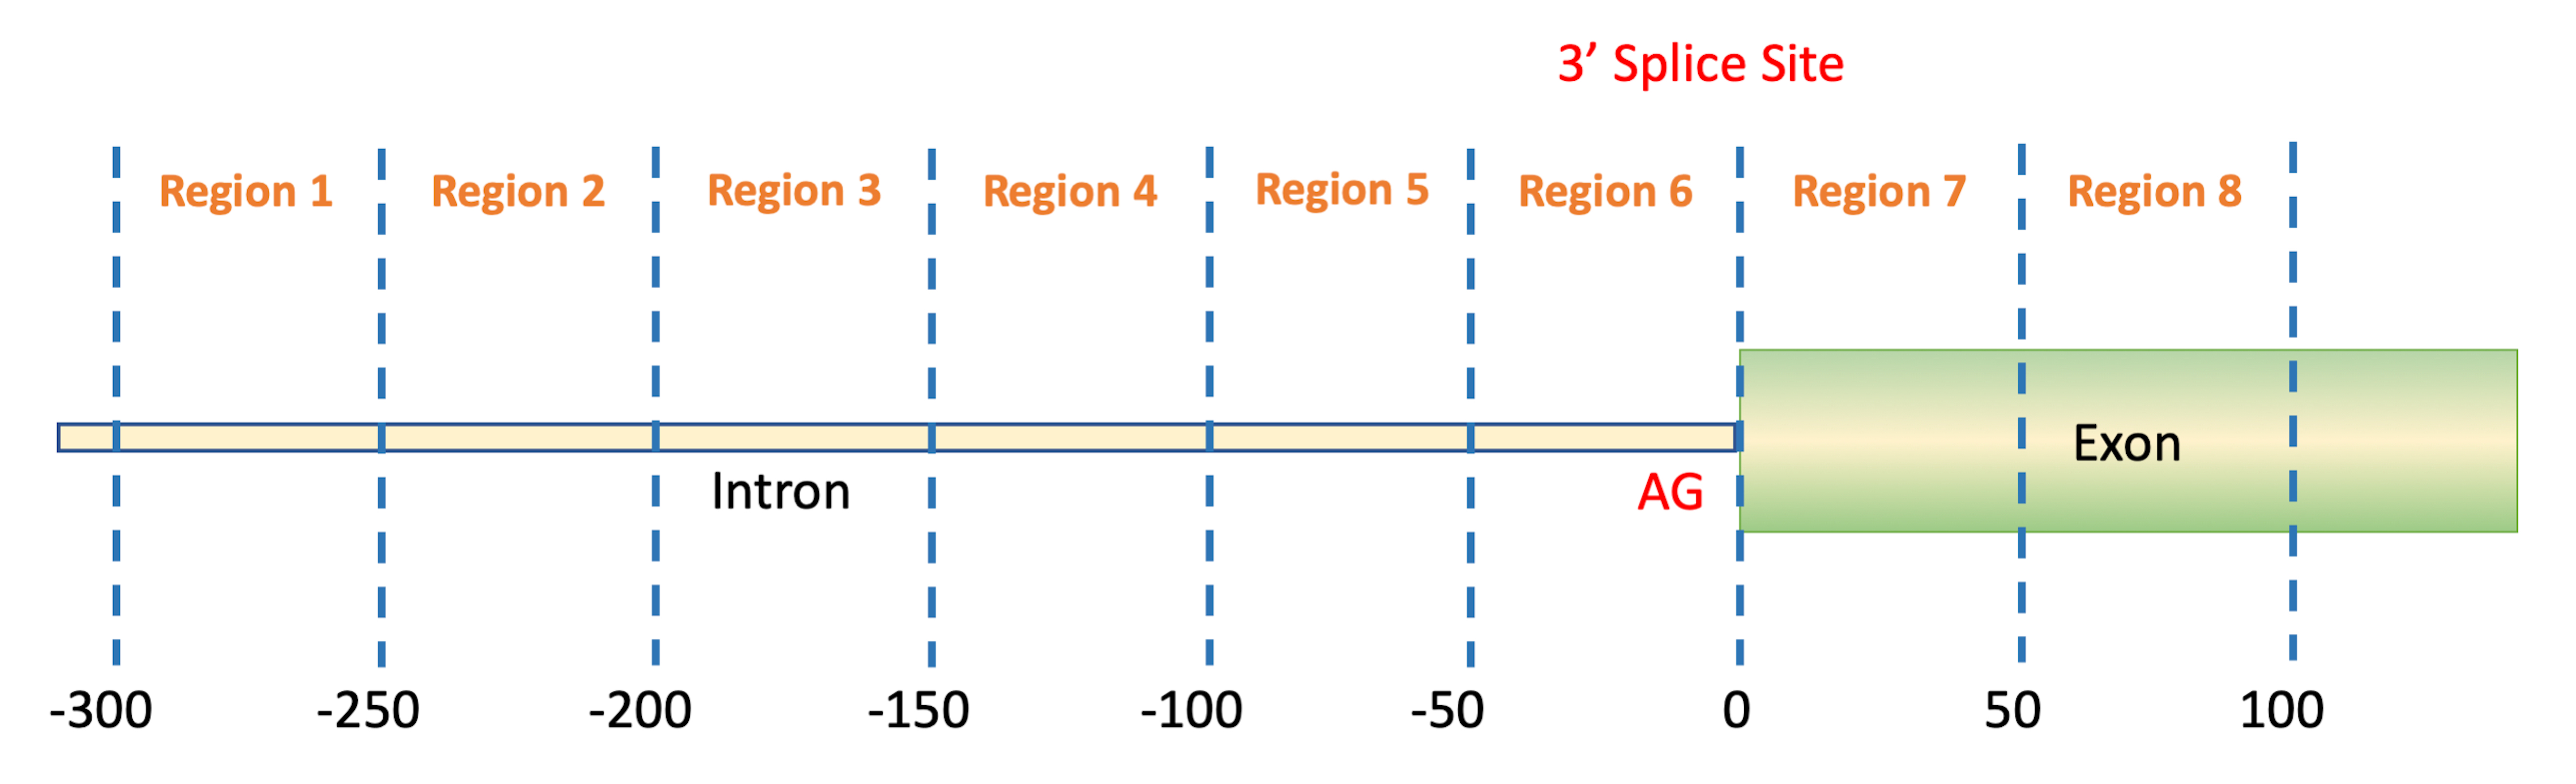 3’ Splice Site
Region 1 Region 2 Region 3 Region 4 Region 5 Region 6 Region 7 Region 8
Exon
Intron AG
-300 -250 -200 -150 -100 -50 0 50 100